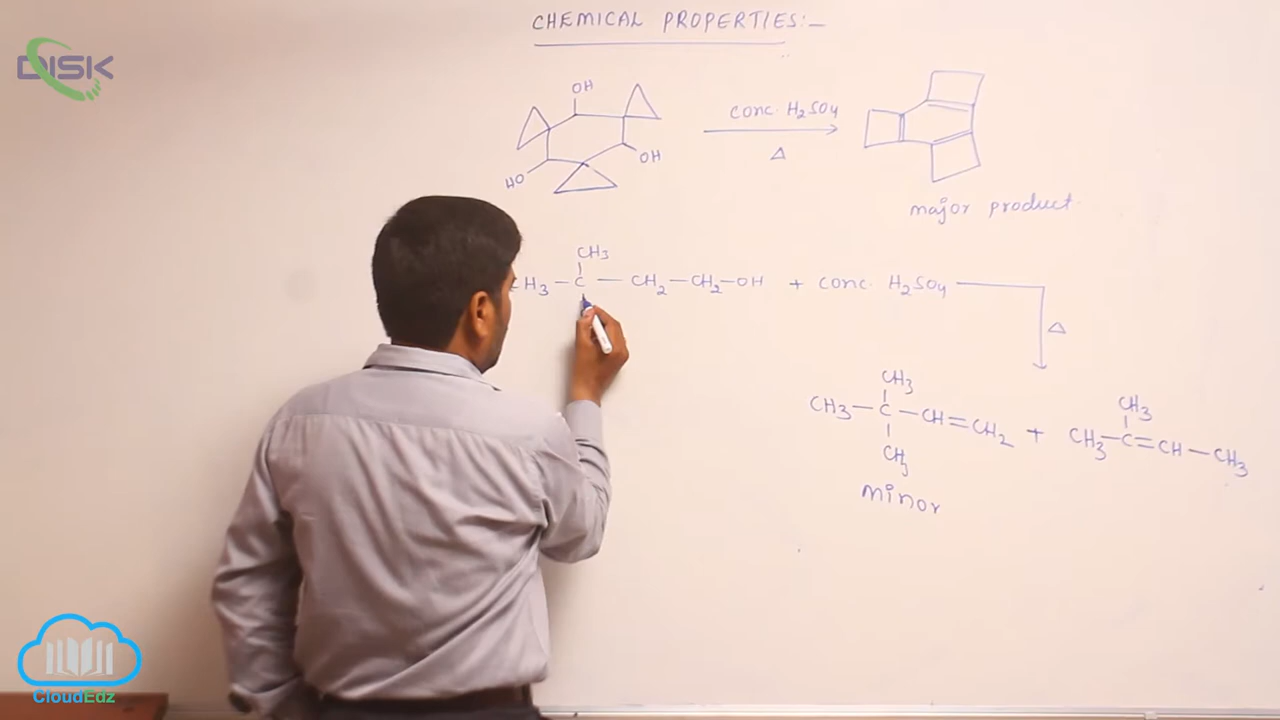 DISK
CHEMICAL PROPERTIES:-
OH
conc. H2SO4
OH
Δ
HO
major product
CH3
CH3-C-CH2-CH2-OH + conc. H2SO4
Δ
CH3
CH3
CH3-C-CH=CH2 + CH3-C=CH-CH3
CH3
minor
CloudEdz